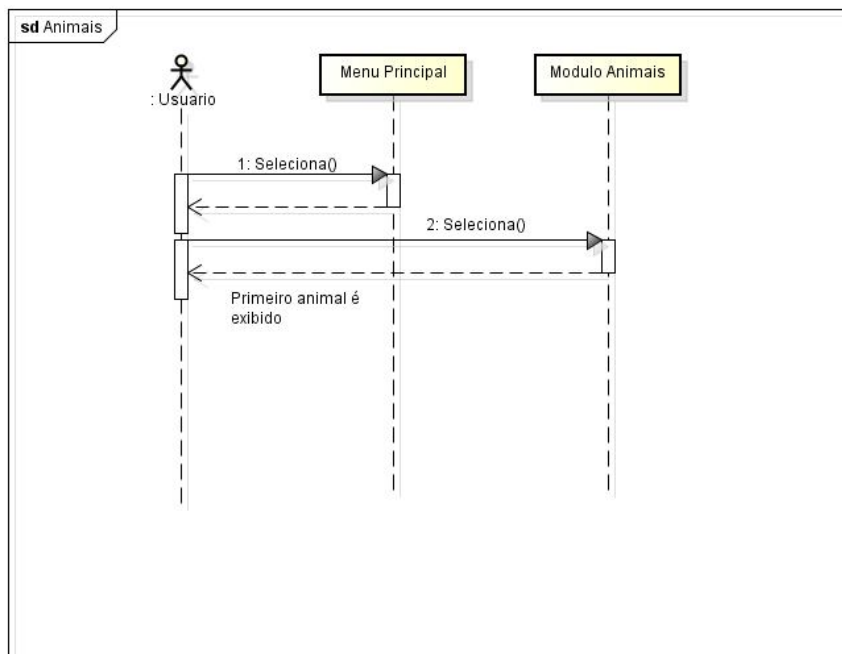 sd Animais
: Usuario
Menu Principal
Modulo Animais
1: Seleciona()
2: Seleciona()
Primeiro animal é
exibido